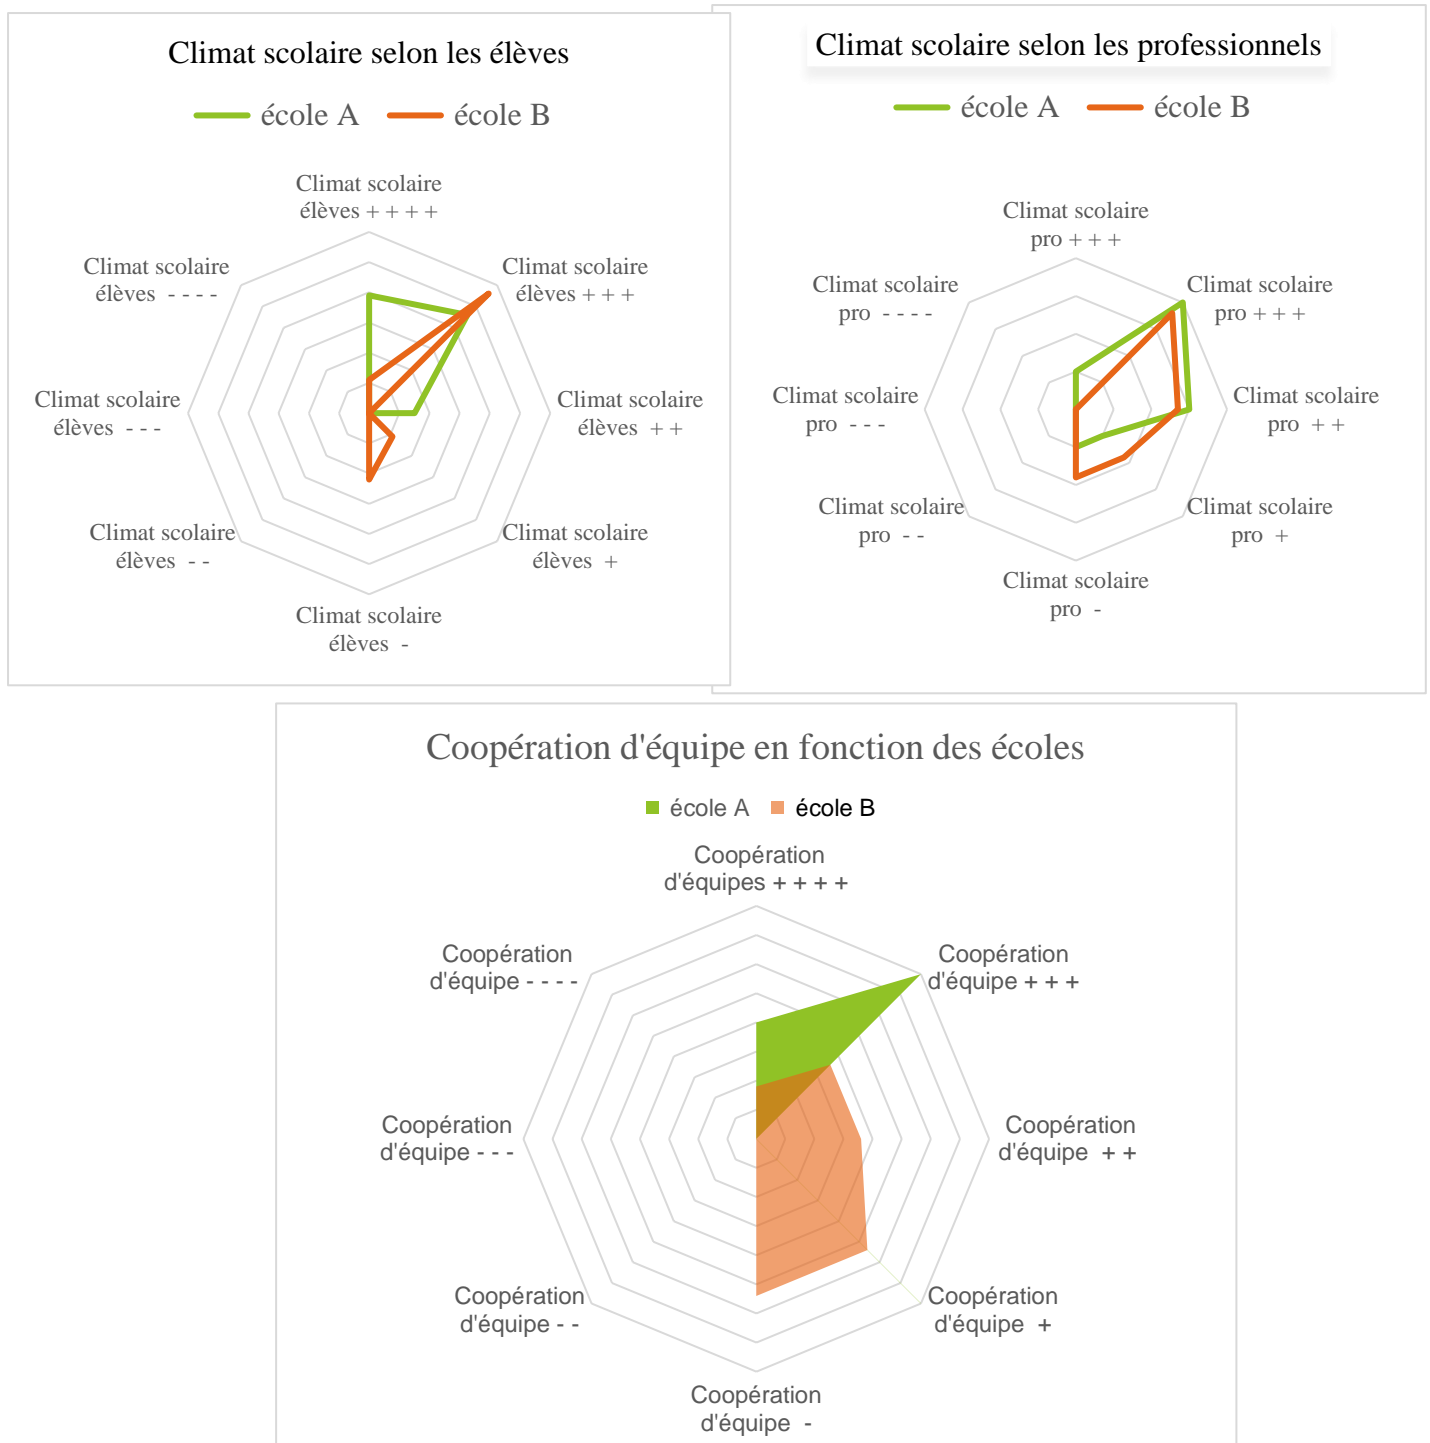 Climat scolaire selon les élèves
école A école B
Climat scolaire
élèves + + + +
Climat scolaire
élèves + + +
Climat scolaire
élèves + +
Climat scolaire
élèves +
Climat scolaire
élèves -
Climat scolaire
élèves - -
Climat scolaire
élèves - - -
Climat scolaire
élèves - - - -
Climat scolaire selon les professionnels
école A école B
Climat scolaire
pro + + +
Climat scolaire
pro + + +
Climat scolaire
pro + +
Climat scolaire
pro +
Climat scolaire
pro -
Climat scolaire
pro - -
Climat scolaire
pro - - -
Climat scolaire
pro - - - -
Coopération d'équipe en fonction des écoles
école A école B
Coopération
d'équipes + + + +
Coopération
d'équipe + + +
Coopération
d'équipe + +
Coopération
d'équipe +
Coopération
d'équipe -
Coopération
d'équipe - -
Coopération
d'équipe - - -
Coopération
d'équipe - - - -